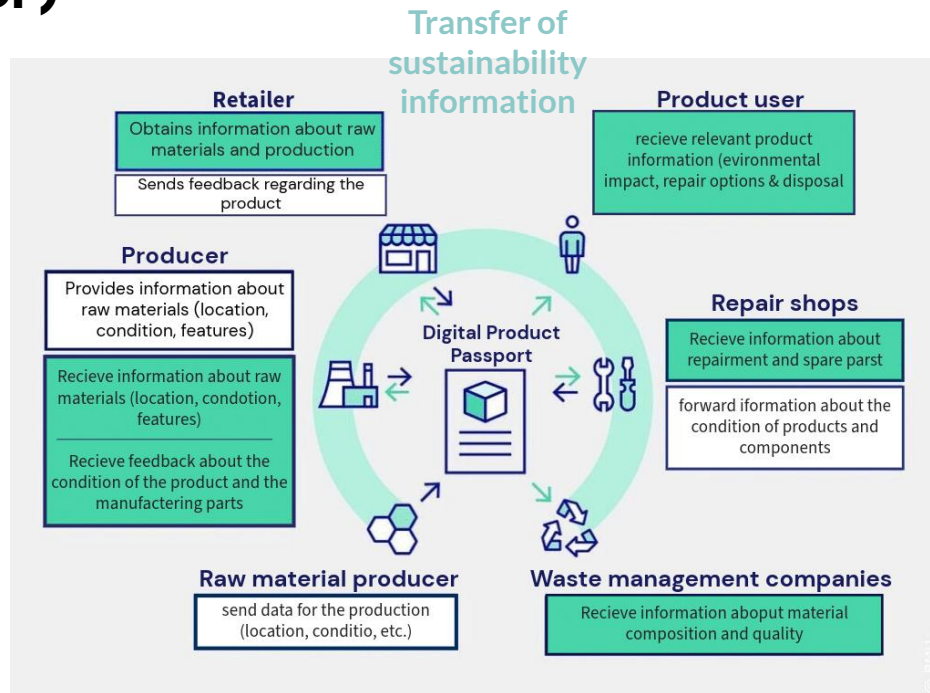 Transfer of
sustainability
information
Retailer
Obtains information about raw
materials and production
Sends feedback regarding the
product
Product user
recieve relevant product
information (evironmental
impact, repair options & disposal
Producer
Provides information about
raw materials (location,
condition, features)
Recieve information about raw
materials (location, condotion,
features)
Recieve feedback about the
condition of the product and the
manufactering parts
Digital Product
Passport
Repair shops
Recieve information about
repairment and spare parst
forward iformation about the
condition of products and
components
Raw material producer
send data for the production
(location, conditio, etc.)
Waste management companies
Recieve information aboput material
composition and quality